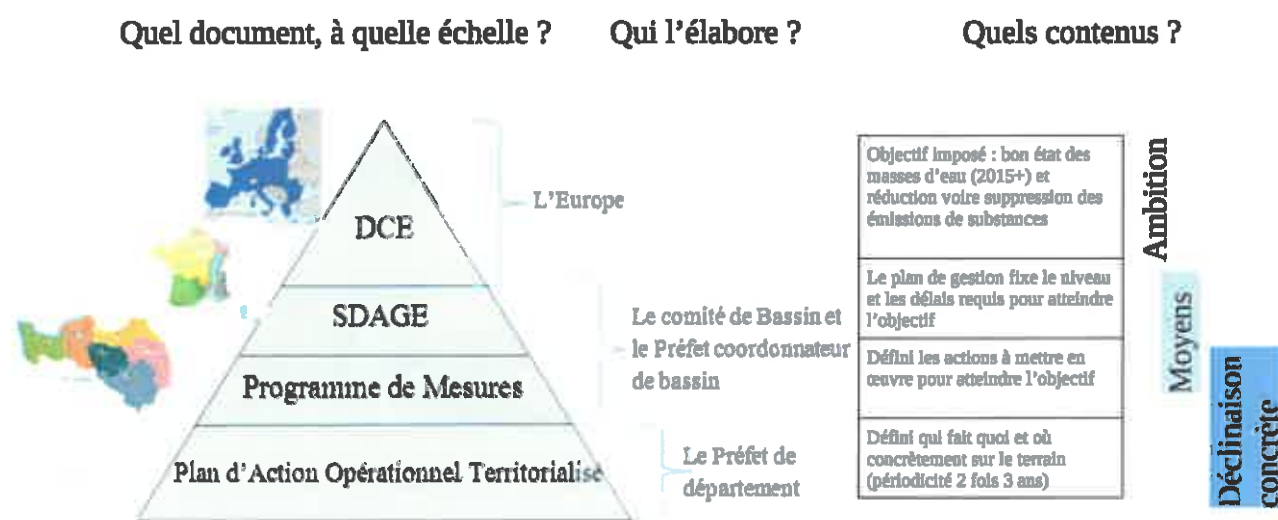 Quel document, à quelle échelle ?
Qui l'élabore ?
Quels contenus ?
DCE
SDAGE
Programme de Mesures
Plan d'Action Opérationnel Territorialisé
L'Europe
Le comité de Bassin et
le Préfet coordonnateur
de bassin
Le Préfet de
département
Objectif imposé : bon état des
masses d'eau (2015+) et
réduction voire suppression des
émissions de substances
Le plan de gestion fixe le niveau
et les délais requis pour atteindre
l'objectif
Défini les actions à mettre en
œuvre pour atteindre l'objectif
Défini qui fait quoi et où
concrètement sur le terrain
(périodicité 2 fois 3 ans)
Ambition
Moyens
Déclinaison
concrète